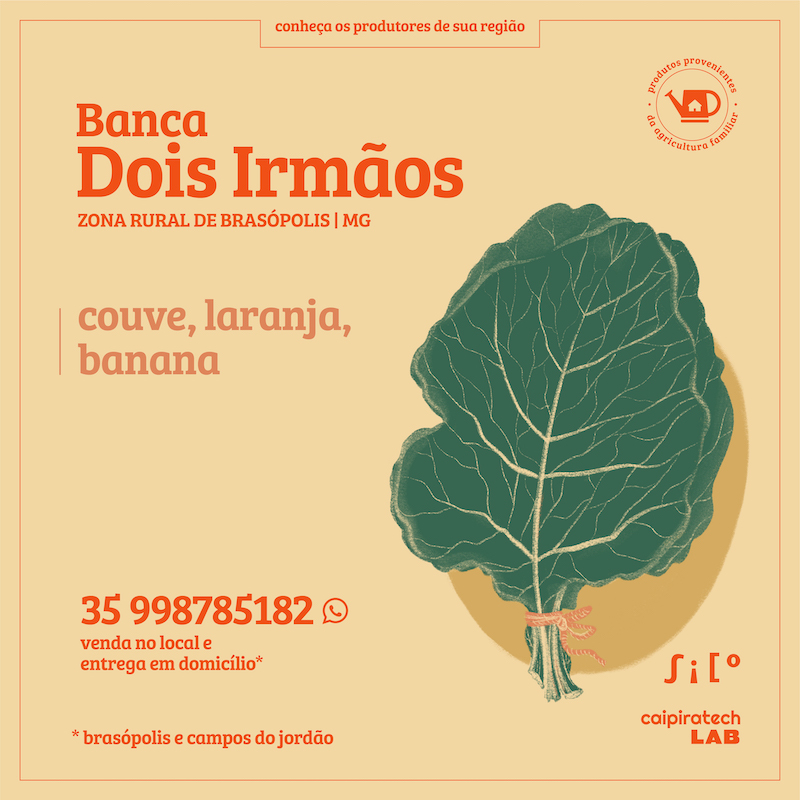 conheça os produtores de sua região
produtos provenientes
da agricultura familiar
Banca
Dois Irmãos
ZONA RURAL DE BRASÓPOLIS | MG
couve, laranja,
banana
35 998785182
venda no local e
entrega em domicílio*
* brasópolis e campos do jordão
caipiratech
LAB